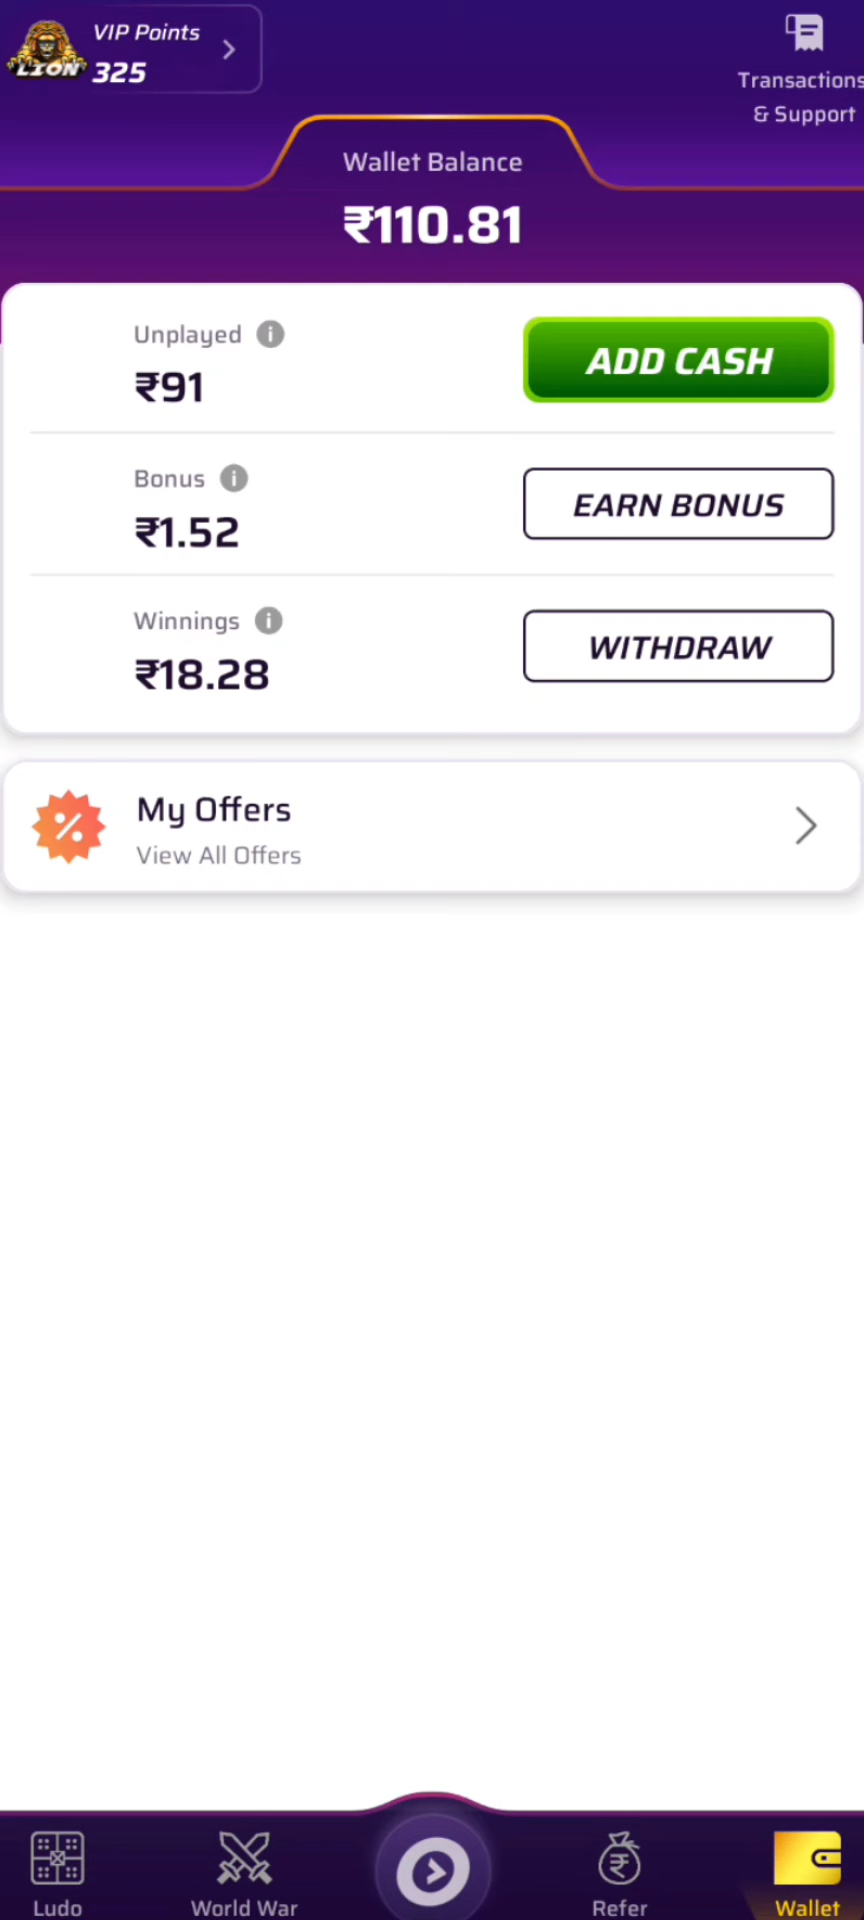 LION
VIP Points
325
Transactions
& Support
Wallet Balance
₹110.81
Unplayed
₹91
ADD CASH
Bonus
₹1.52
EARN BONUS
Winnings
₹18.28
WITHDRAW
My Offers
View All Offers
Ludo
World War
Refer
Wallet